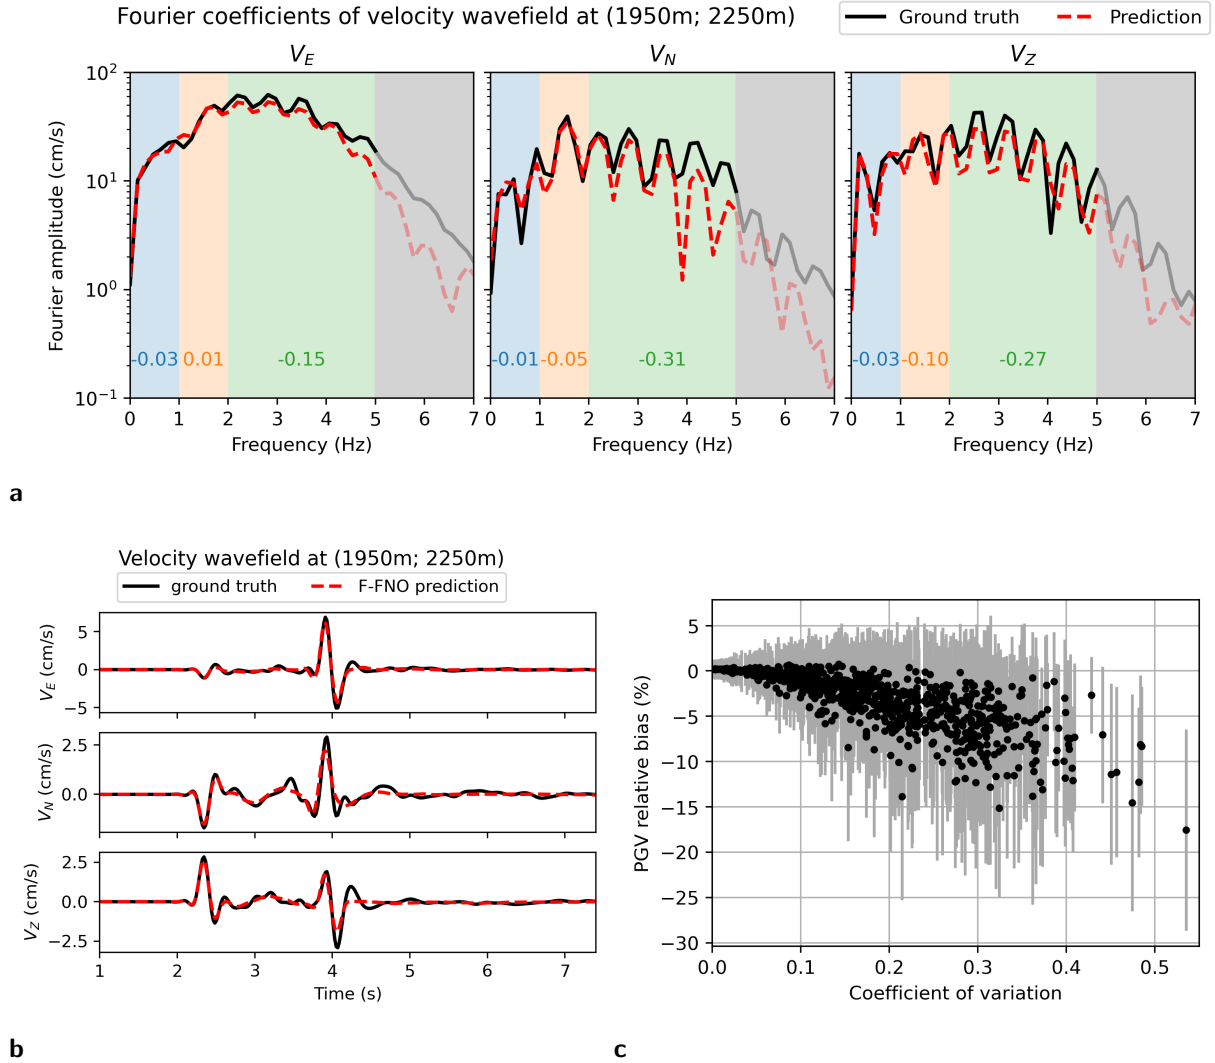 Fourier coefficients of velocity wavefield at (1950m; 2250m)
Ground truth Prediction
V_E V_N V_Z
Fourier amplitude (cm/s)
10² 10¹ 10⁰ 10⁻¹
-0.03 0.01 -0.15
-0.01 -0.05 -0.31
-0.03 -0.10 -0.27
0 1 2 3 4 5 6 7
0 1 2 3 4 5 6 7
0 1 2 3 4 5 6 7
Frequency (Hz) Frequency (Hz) Frequency (Hz)
a
Velocity wavefield at (1950m; 2250m)
ground truth F-FNO prediction
V_E (cm/s)
5 0 −5
V_N (cm/s)
2.5 0.0
V_Z (cm/s)
2.5 0.0 −2.5
1 2 3 4 5 6 7
Time (s)
b
PGV relative bias (%)
5 0 −5 −10 −15 −20 −25 −30
0.0 0.1 0.2 0.3 0.4 0.5
Coefficient of variation
c